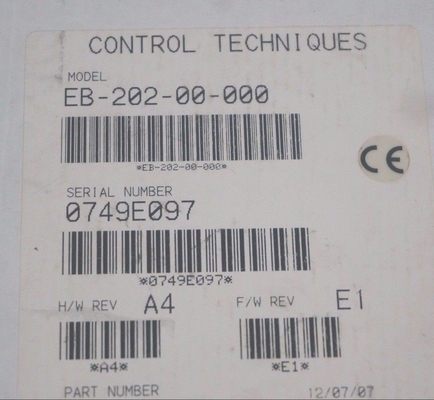 CONTROL TECHNIQUES
MODEL
EB-202-00-000
*EB-202-00-000*
CE
SERIAL NUMBER
0749E097
*0749E097*
H/W REV A4 F/W REV E1
*A4* *E1*
PART NUMBER 12/07/07